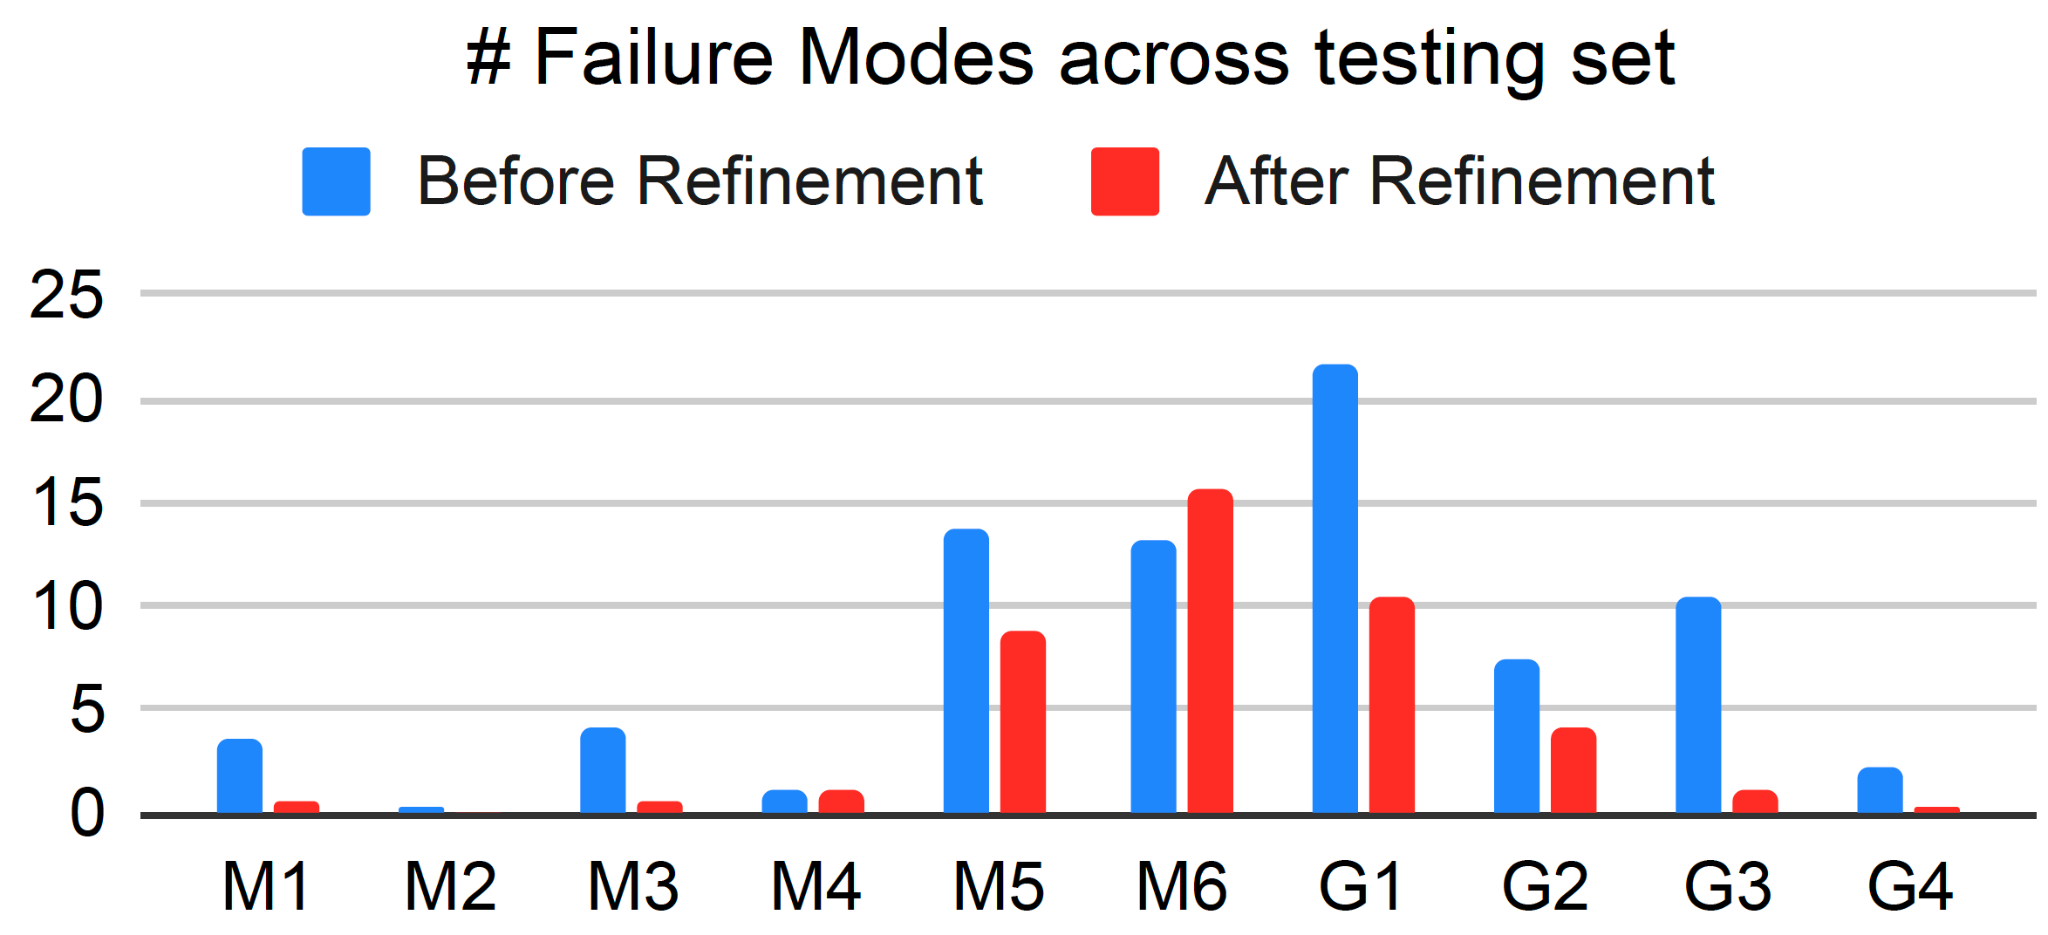 # Failure Modes across testing set
Before Refinement After Refinement
25
20
15
10
5
0
M1 M2 M3 M4 M5 M6 G1 G2 G3 G4